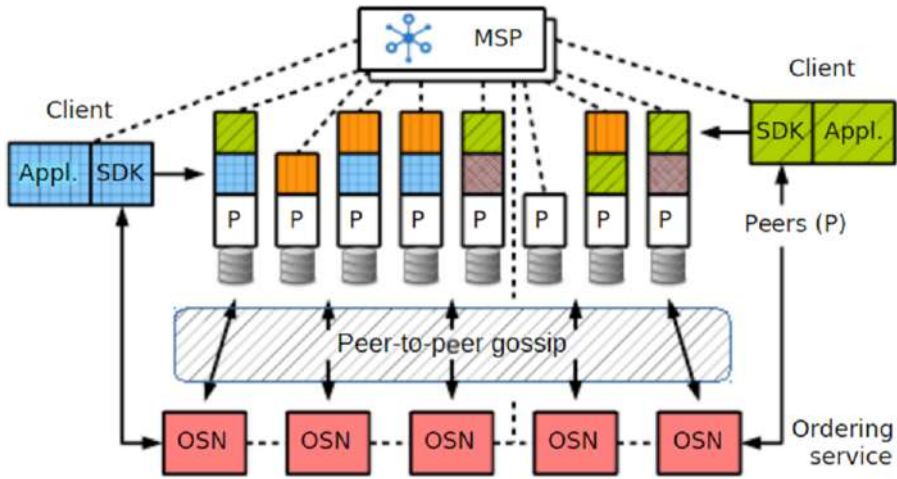 MSP
Client
Client
Appl. SDK
SDK Appl.
P P P P P P P P
Peers (P)
Peer-to-peer gossip
OSN OSN OSN OSN OSN
Ordering
service